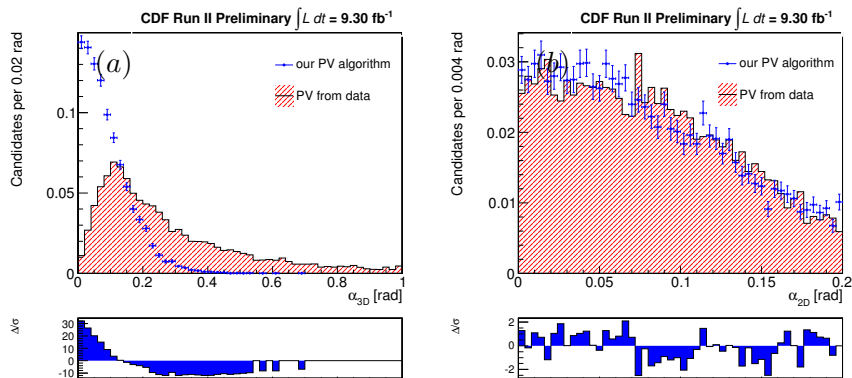 CDF Run II Preliminary ∫L dt = 9.30 fb⁻¹
(a)
our PV algorithm
PV from data
Candidates per 0.02 rad
0.1
0.05
0
0 0.2 0.4 0.6 0.8 1
α3D [rad]
Δ/σ
30
20
10
0
-10
CDF Run II Preliminary ∫L dt = 9.30 fb⁻¹
(b)
our PV algorithm
PV from data
Candidates per 0.004 rad
0.03
0.02
0.01
0
0 0.05 0.1 0.15 0.2
α2D [rad]
Δ/σ
2
0
-2